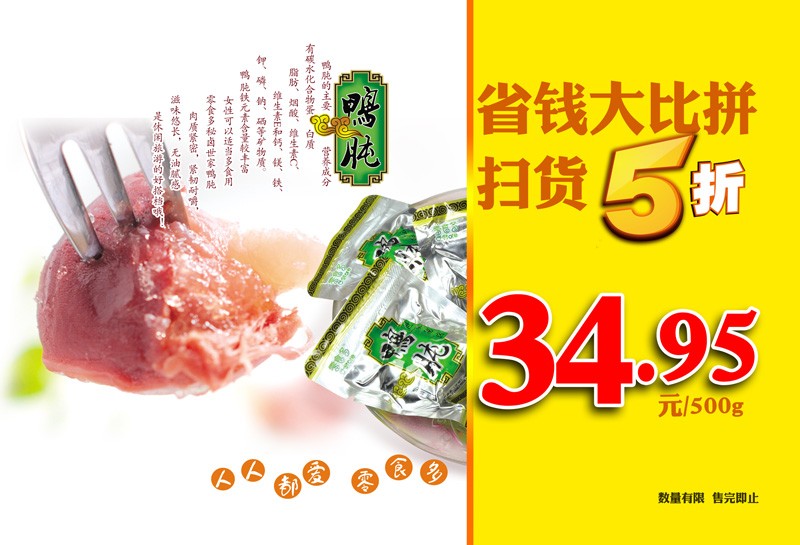 鸭肫
鸭肫的主要 营养成分
有碳水化合物蛋 白质
脂肪、烟酸、维生素C、
维生素E和钙、镁、铁、
钾、磷、钠、硒等矿物质。
鸭肫铁元素含量较丰富
女性可以适当多食用
零食多秘卤世家鸭肫
肉质紧密，紧韧耐嚼，
滋味悠长，无油腻感
是休闲旅游的好搭档哦！
鸭肫
鸭肫
人人都爱 零食多
省钱大比拼
扫货5折
34.95
元/500g
数量有限 售完即止